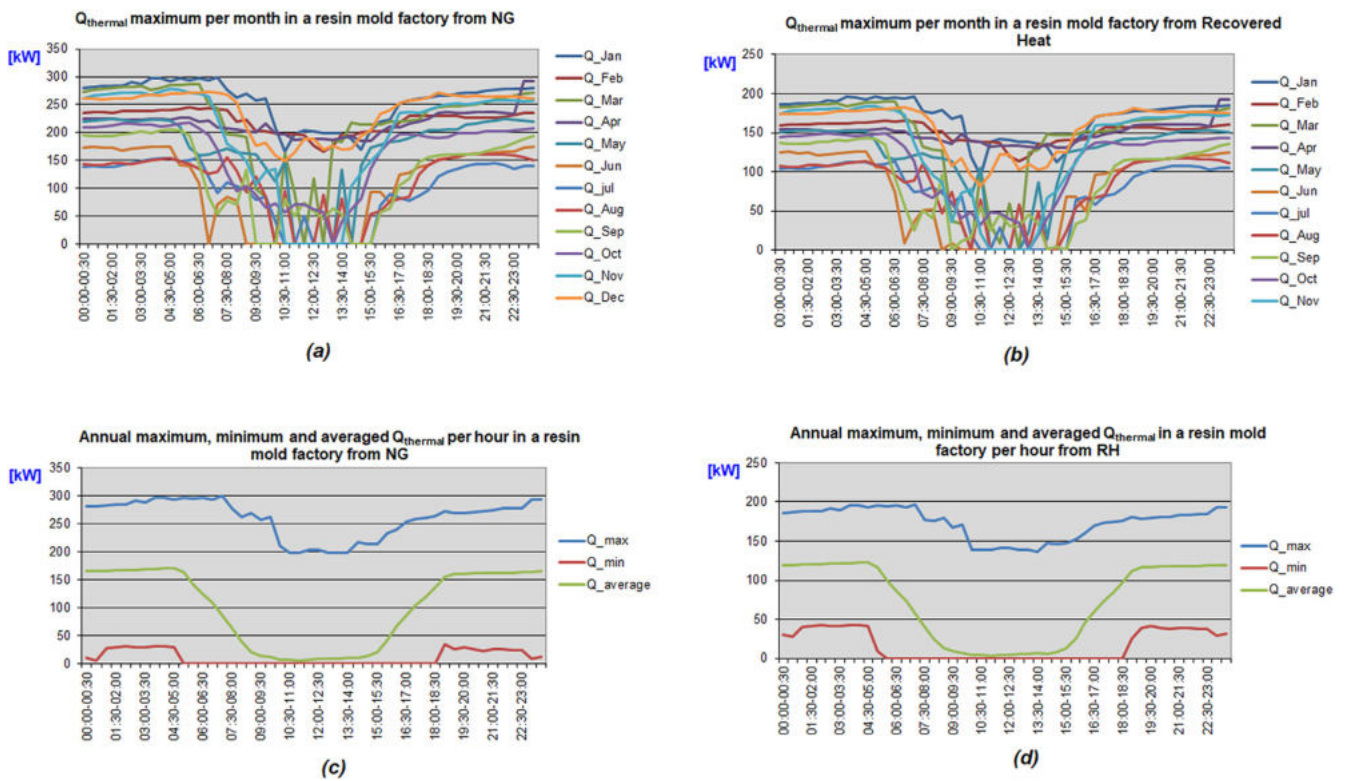 Qthermal maximum per month in a resin mold factory from NG
[kW]
350
300
250
200
150
100
50
0
Q_Jan
Q_Feb
Q_Mar
Q_Apr
Q_May
Q_Jun
Q_jul
Q_Aug
Q_Sep
Q_Oct
Q_Nov
Q_Dec
00:00-00:30
01:30-02:00
03:00-03:30
04:30-05:00
06:00-06:30
07:30-08:00
09:00-09:30
10:30-11:00
12:00-12:30
13:30-14:00
15:00-15:30
16:30-17:00
18:00-18:30
19:30-20:00
21:00-21:30
22:30-23:00
(a)
Qthermal maximum per month in a resin mold factory from Recovered
Heat
[kW]
250
200
150
100
50
0
Q_Jan
Q_Feb
Q_Mar
Q_Apr
Q_May
Q_Jun
Q_jul
Q_Aug
Q_Sep
Q_Oct
Q_Nov
00:00-00:30
01:30-02:00
03:00-03:30
04:30-05:00
06:00-06:30
07:30-08:00
09:00-09:30
10:30-11:00
12:00-12:30
13:30-14:00
15:00-15:30
16:30-17:00
18:00-18:30
19:30-20:00
21:00-21:30
22:30-23:00
(b)
Annual maximum, minimum and averaged Qthermal per hour in a resin
mold factory from NG
[kW]
350
300
250
200
150
100
50
0
Q_max
Q_min
Q_average
00:00-00:30
01:30-02:00
03:00-03:30
04:30-05:00
06:00-06:30
07:30-08:00
09:00-09:30
10:30-11:00
12:00-12:30
13:30-14:00
15:00-15:30
16:30-17:00
18:00-18:30
19:30-20:00
21:00-21:30
22:30-23:00
(c)
Annual maximum, minimum and averaged Qthermal in a resin mold
factory per hour from RH
[kW]
250
200
150
100
50
0
Q_max
Q_min
Q_average
00:00-00:30
01:30-02:00
03:00-03:30
04:30-05:00
06:00-06:30
07:30-08:00
09:00-09:30
10:30-11:00
12:00-12:30
13:30-14:00
15:00-15:30
16:30-17:00
18:00-18:30
19:30-20:00
21:00-21:30
22:30-23:00
(d)